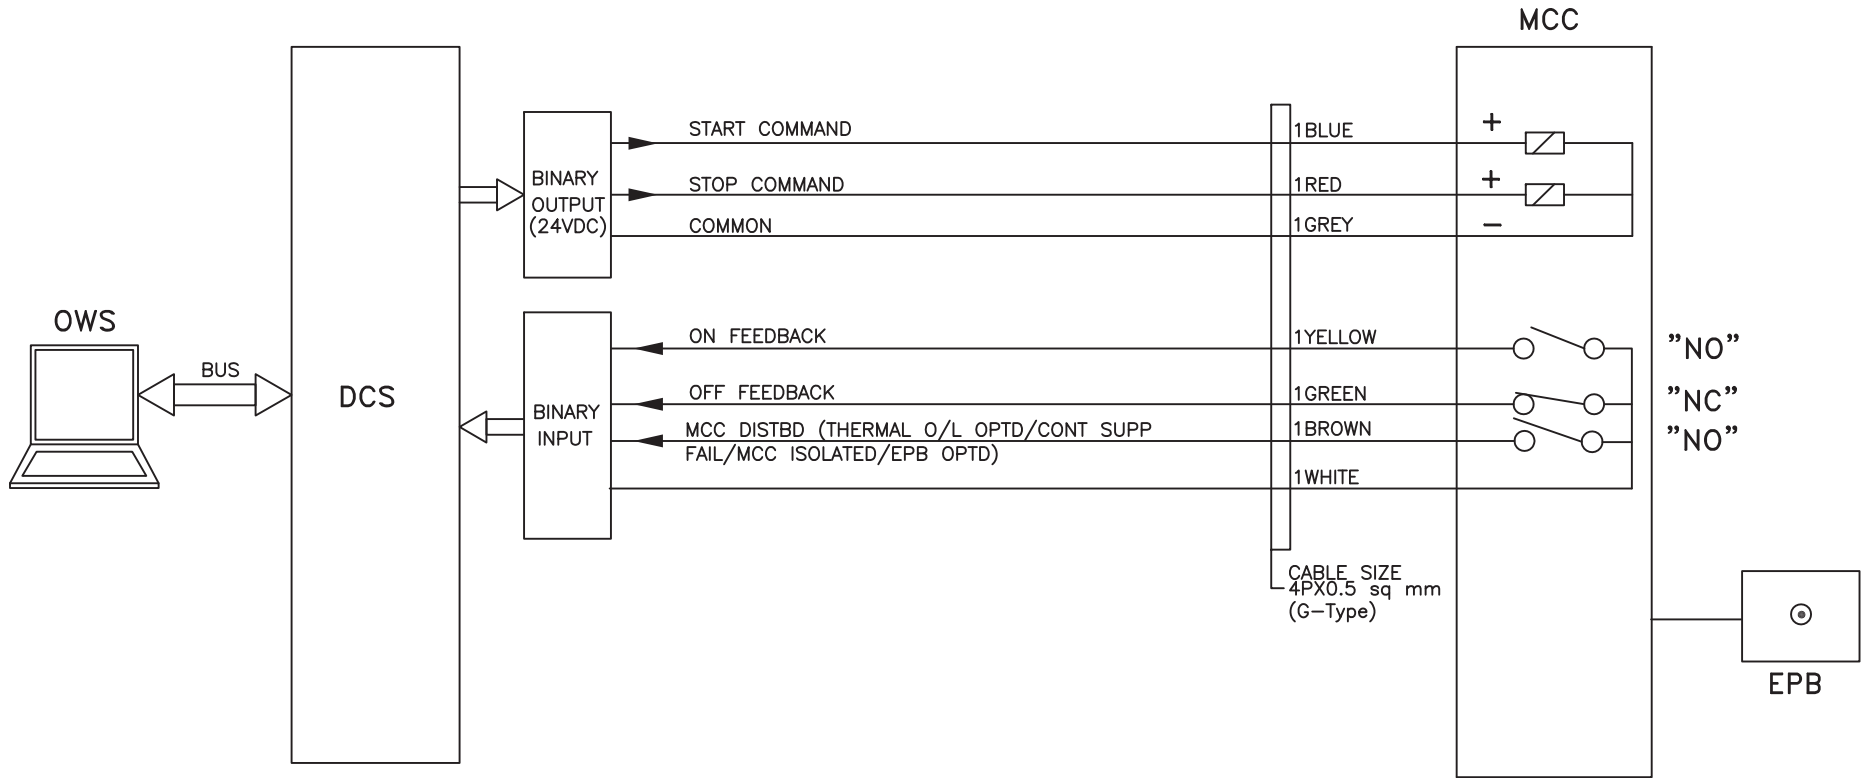 MCC
START COMMAND
1BLUE
+
BINARY
OUTPUT
(24VDC)
STOP COMMAND
1RED
+
COMMON
1GREY
−
OWS
BUS
DCS
BINARY
INPUT
ON FEEDBACK
1YELLOW
"NO"
OFF FEEDBACK
1GREEN
"NC"
MCC DISTBD (THERMAL O/L OPTD/CONT SUPP
FAIL/MCC ISOLATED/EPB OPTD)
1BROWN
"NO"
1WHITE
CABLE SIZE
4PX0.5 sq mm
(G-Type)
EPB